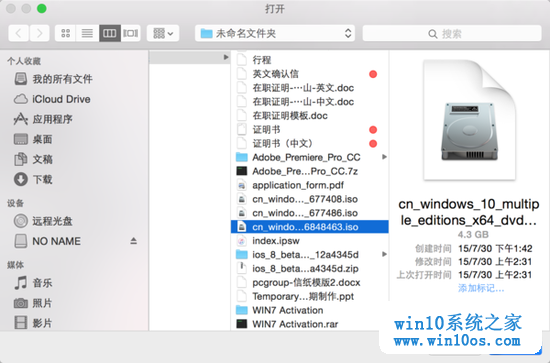 打开
未命名文件夹
搜索
个人收藏
我的所有文件
iCloud Drive
应用程序
桌面
文稿
下载
设备
远程光盘
NO NAME
媒体
音乐
照片
影片
行程
英文确认信
在职证明-…山-英文.doc
在职证明-…山-中文.doc
在职证明模板.doc
证明书
证明书（中文）
Adobe_Premiere_Pro_CC
Adobe_Pre…Pro_CC.7z
application_form.pdf
cn_windo…_677408.iso
cn_windo…_677486.iso
cn_windo…6848463.iso
index.ipsw
ios_8_beta…_12a4345d
ios_8_beta…a4345d.zip
pcgroup-信纸模版2.docx
Temporary…期制作.ppt
WIN7 Activation
WIN7 Activation.rar
cn_windows_10_multiple_editions_x64_dvd…
4.3 GB
创建时间 15/7/30 下午1:42
修改时间 15/7/30 上午2:31
上次打开时间 15/7/30 上午2:31
添加标记…
win10系统之家
www.win10os.com